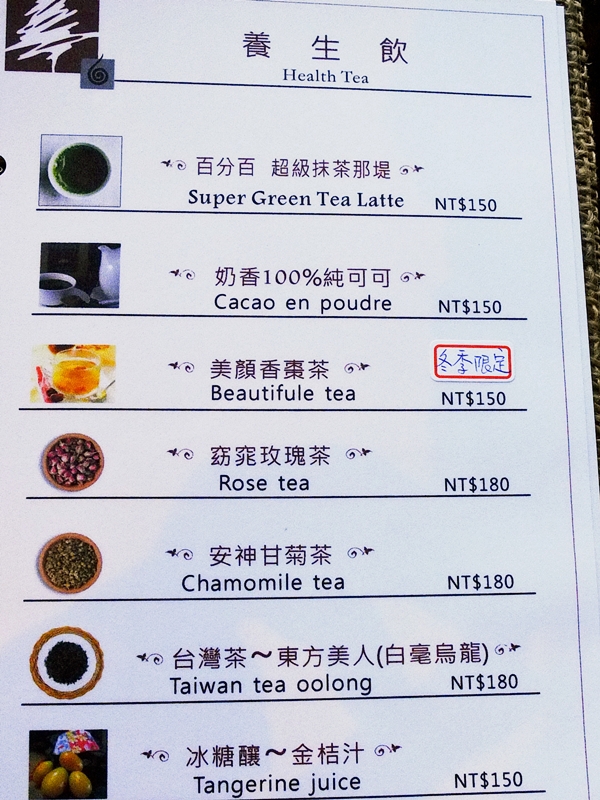 養生飲
Health Tea
百分百 超級抹茶那堤
Super Green Tea Latte NT$150
奶香100%純可可
Cacao en poudre NT$150
美顏香棗茶 冬季限定
Beautifule tea NT$150
窈窕玫瑰茶
Rose tea NT$180
安神甘菊茶
Chamomile tea NT$180
台灣茶～東方美人(白毫烏龍)
Taiwan tea oolong NT$180
冰糖釀～金桔汁
Tangerine juice NT$150